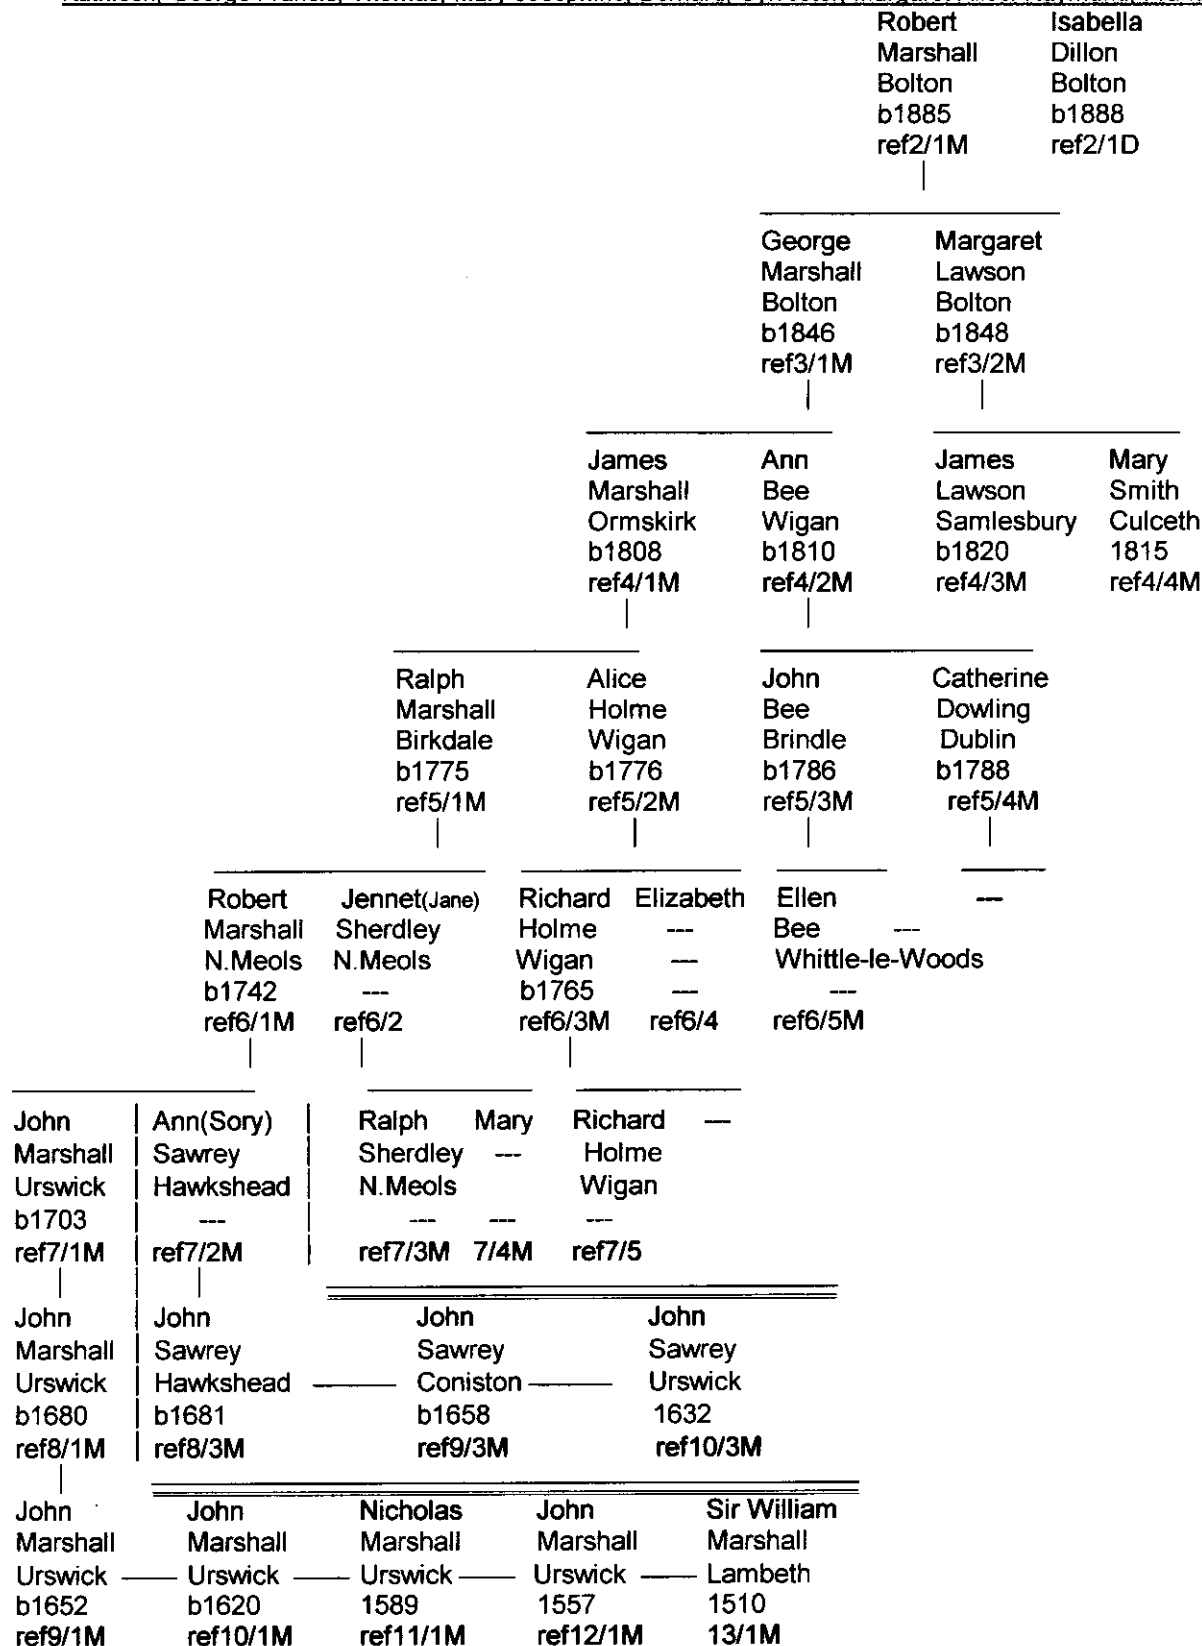 Robert Isabella
Marshall Dillon
Bolton Bolton
b1885 b1888
ref2/1M ref2/1D
George Margaret
Marshall Lawson
Bolton Bolton
b1846 b1848
ref3/1M ref3/2M
James Ann James Mary
Marshall Bee Lawson Smith
Ormskirk Wigan Samlesbury Culceth
b1808 b1810 b1820 1815
ref4/1M ref4/2M ref4/3M ref4/4M
Ralph Alice John Catherine
Marshall Holme Bee Dowling
Birkdale Wigan Brindle Dublin
b1775 b1776 b1786 b1788
ref5/1M ref5/2M ref5/3M ref5/4M
Robert Jennet(Jane) Richard Elizabeth Ellen ---
Marshall Sherdley Holme --- Bee ---
N.Meols N.Meols Wigan --- Whittle-le-Woods
b1742 --- b1765 --- ---
ref6/1M ref6/2 ref6/3M ref6/4 ref6/5M
John Ann(Sory) Ralph Mary Richard ---
Marshall Sawrey Sherdley --- Holme
Urswick Hawkshead N.Meols Wigan
b1703 --- --- --- ---
ref7/1M ref7/2M ref7/3M 7/4M ref7/5
John John John John
Marshall Sawrey Sawrey Sawrey
Urswick Hawkshead Coniston Urswick
b1680 b1681 b1658 1632
ref8/1M ref8/3M ref9/3M ref10/3M
John John Nicholas John Sir William
Marshall Marshall Marshall Marshall Marshall
Urswick Urswick Urswick Urswick Lambeth
b1652 b1620 1589 1557 1510
ref9/1M ref10/1M ref11/1M ref12/1M 13/1M